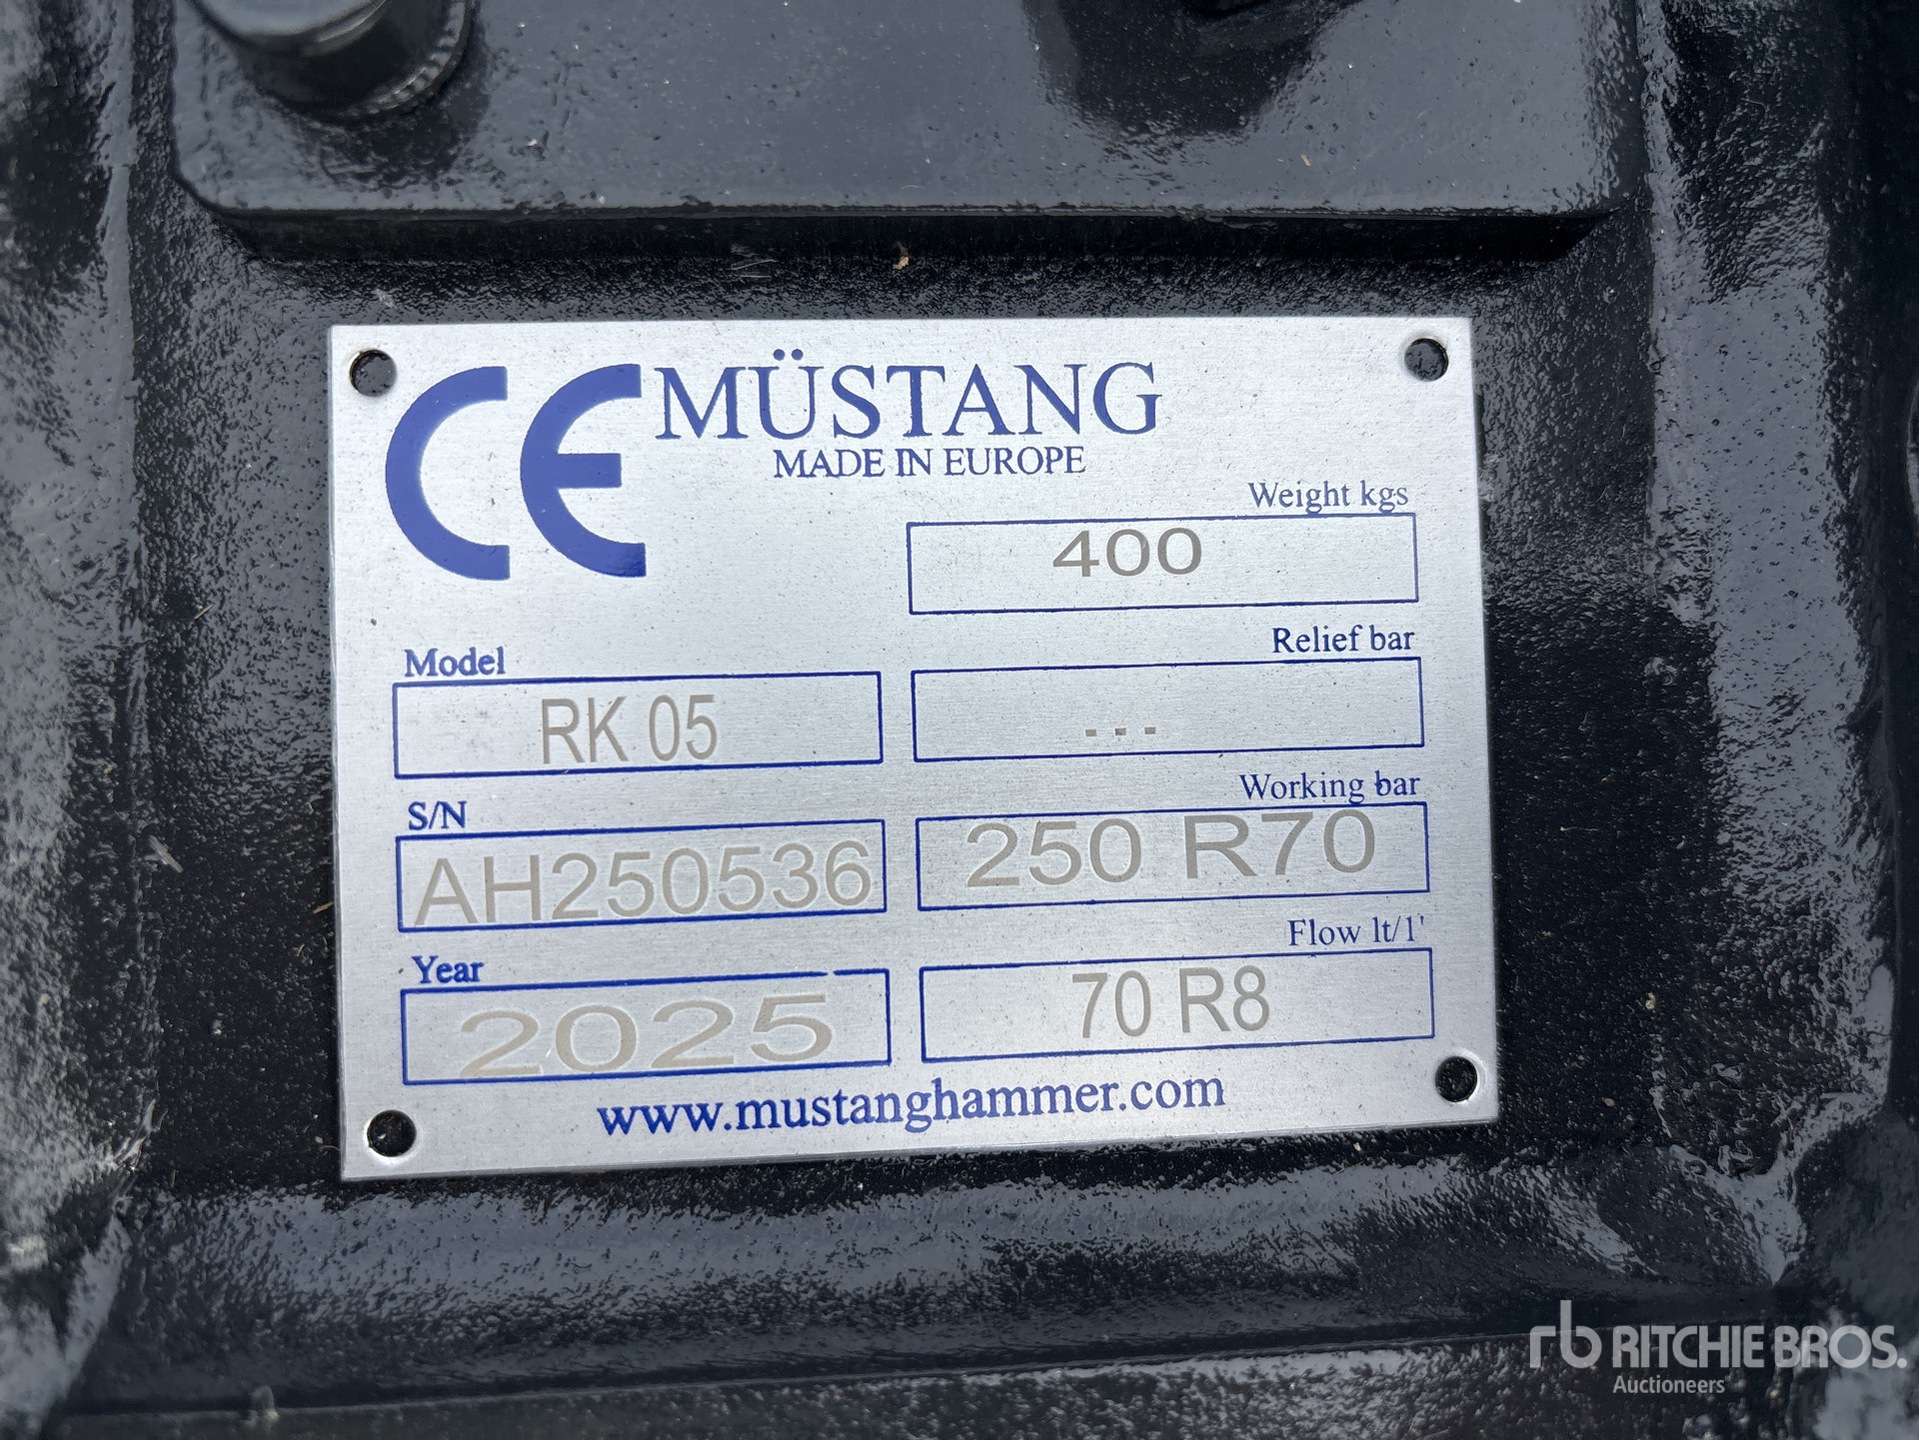 CE MÜSTANG
MADE IN EUROPE
Weight kgs
400
Model
RK 05
Relief bar
...
S/N
AH250536
Working bar
250 R70
Year
2025
Flow lt/1'
70 R8
www.mustanghammer.com
rb RITCHIE BROS.
Auctioneers